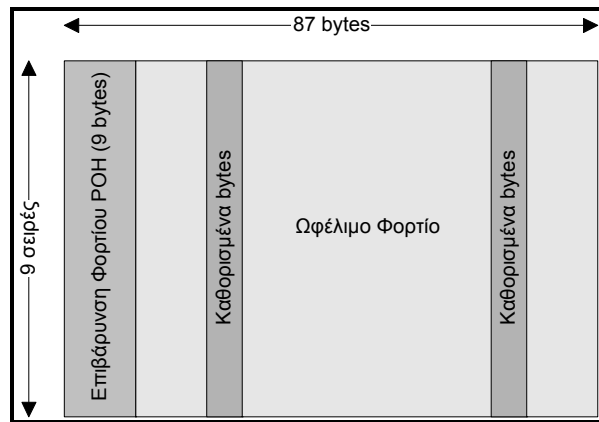 87 bytes
9 σειρές
Επιβάρυνση Φορτίου POH (9 bytes)
Καθορισμένα bytes
Ωφέλιμο Φορτίο
Καθορισμένα bytes